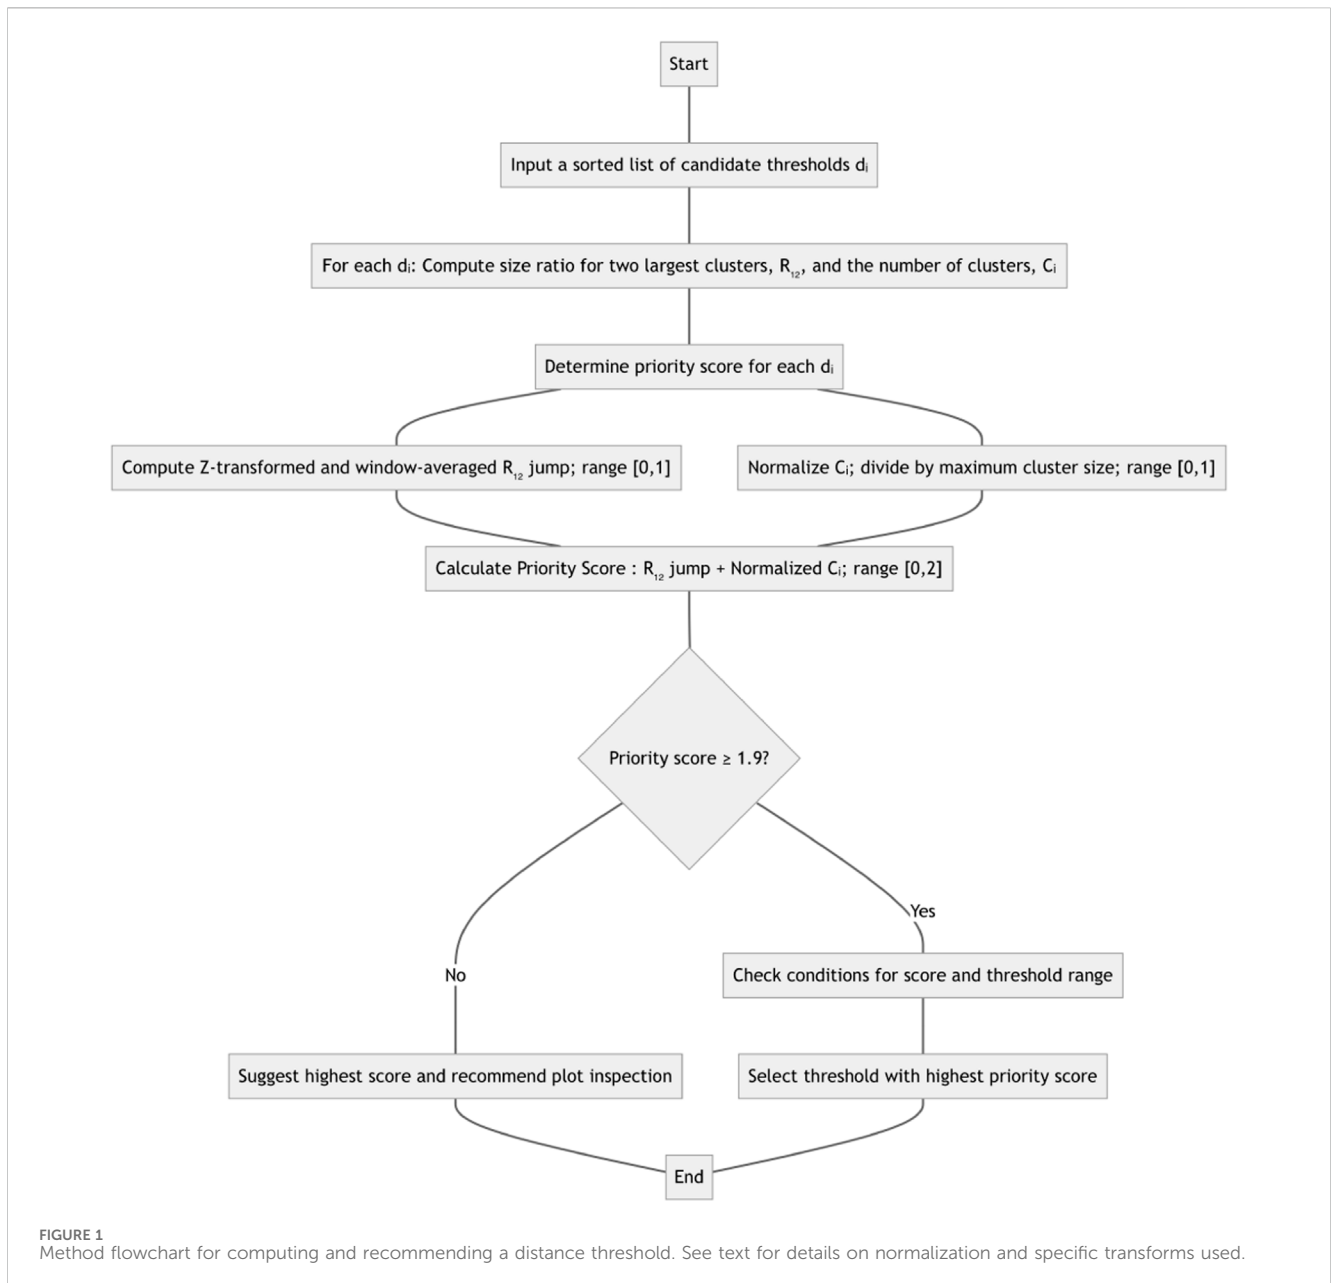 Start
Input a sorted list of candidate thresholds dᵢ
For each dᵢ: Compute size ratio for two largest clusters, R₁₂, and the number of clusters, Cᵢ
Determine priority score for each dᵢ
Compute Z-transformed and window-averaged R₁₂ jump; range [0,1]
Normalize Cᵢ; divide by maximum cluster size; range [0,1]
Calculate Priority Score : R₁₂ jump + Normalized Cᵢ; range [0,2]
Priority score ≥ 1.9?
Yes
No
Check conditions for score and threshold range
Suggest highest score and recommend plot inspection
Select threshold with highest priority score
End
FIGURE 1
Method flowchart for computing and recommending a distance threshold. See text for details on normalization and specific transforms used.